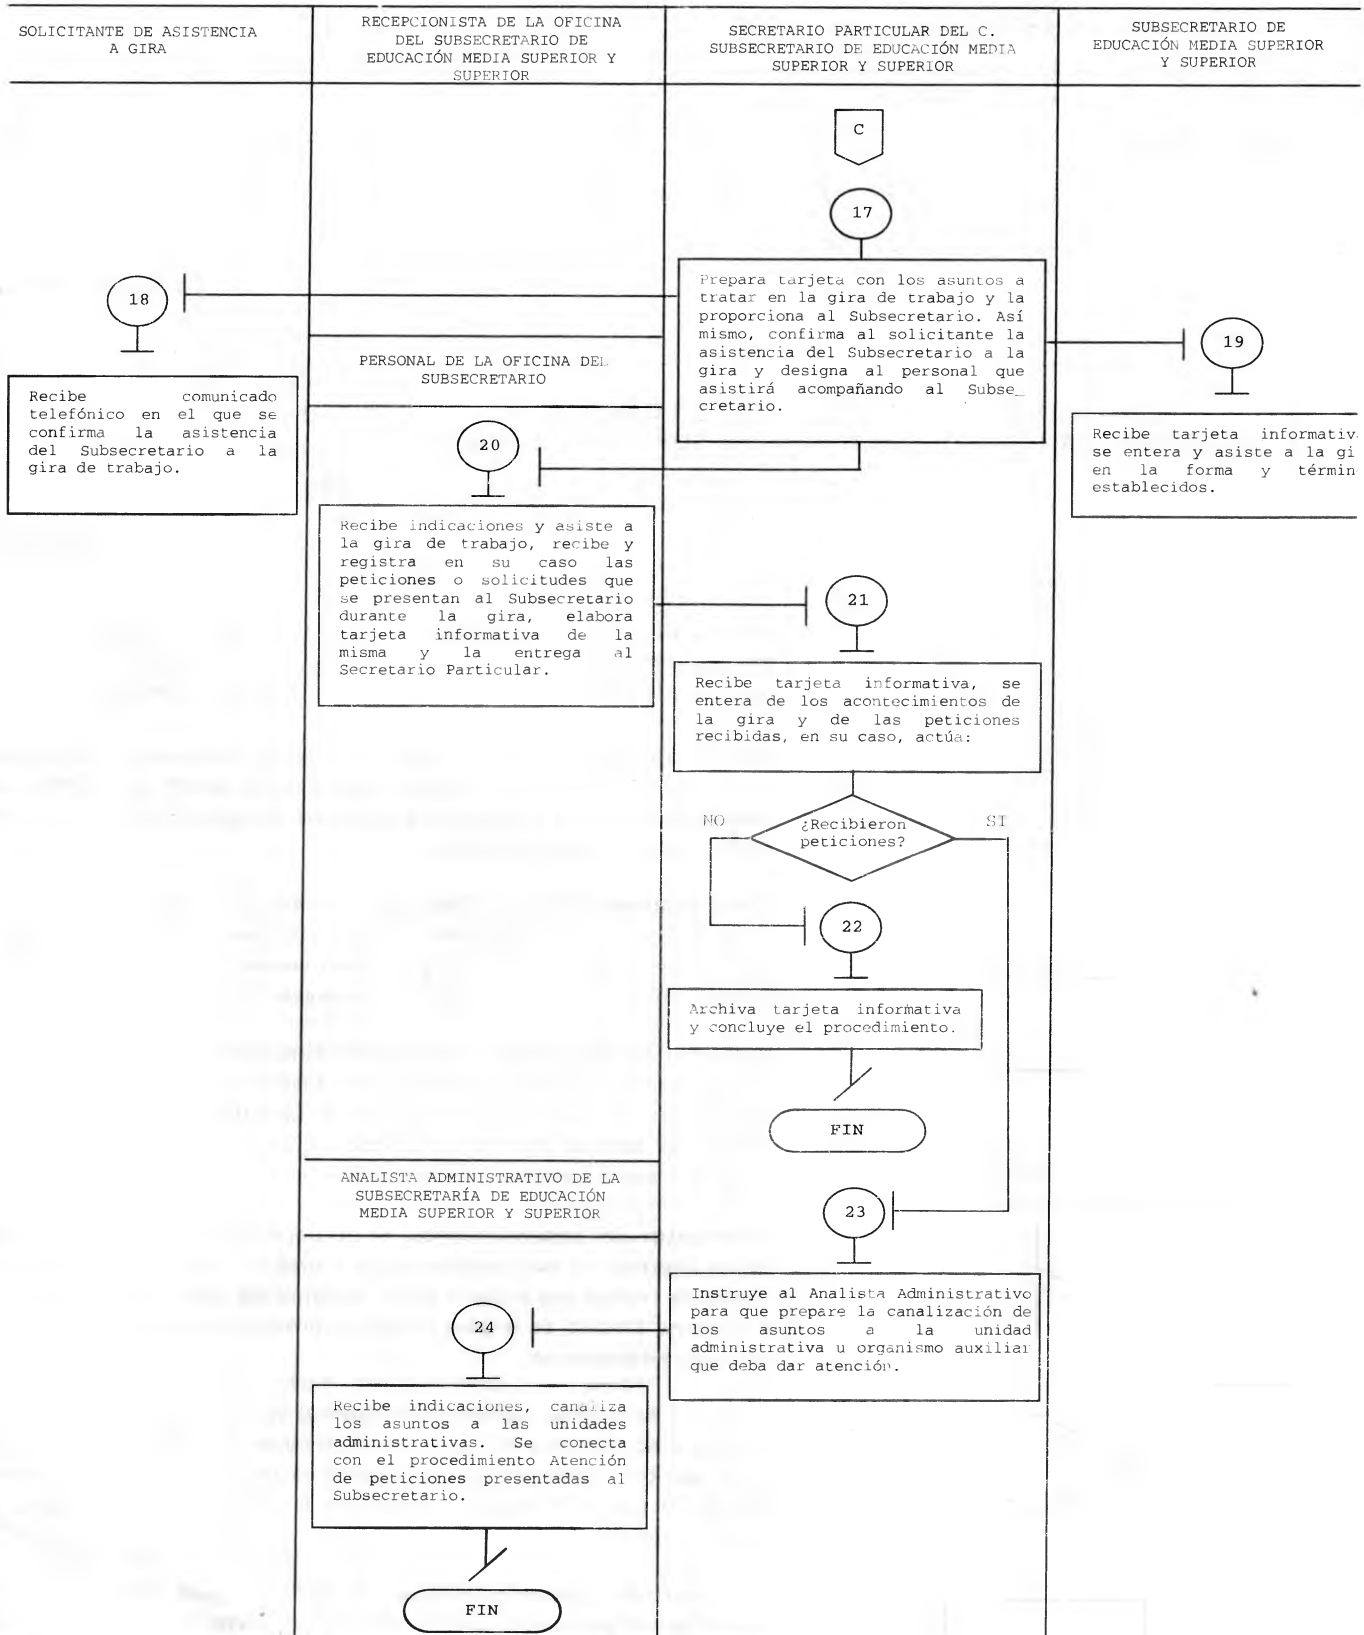 SOLICITANTE DE ASISTENCIA
A GIRA
RECEPCIONISTA DE LA OFICINA
DEL SUBSECRETARIO DE
EDUCACIÓN MEDIA SUPERIOR Y
SUPERIOR
SECRETARIO PARTICULAR DEL C.
SUBSECRETARIO DE EDUCACIÓN MEDIA
SUPERIOR Y SUPERIOR
SUBSECRETARIO DE
EDUCACIÓN MEDIA SUPERIOR
Y SUPERIOR
C
17
Prepara tarjeta con los asuntos a
tratar en la gira de trabajo y la
proporciona al Subsecretario. Así
mismo, confirma al solicitante la
asistencia del Subsecretario a la
gira y designa al personal que
asistirá acompañando al Subse_
cretario.
18
Recibe comunicado
telefónico en el que se
confirma la asistencia
del Subsecretario a la
gira de trabajo.
19
Recibe tarjeta informativ
se entera y asiste a la gi
en la forma y términ
establecidos.
PERSONAL DE LA OFICINA DEL
SUBSECRETARIO
20
Recibe indicaciones y asiste a
la gira de trabajo, recibe y
registra en su caso las
peticiones o solicitudes que
se presentan al Subsecretario
durante la gira, elabora
tarjeta informativa de la
misma y la entrega al
Secretario Particular.
21
Recibe tarjeta informativa, se
entera de los acontecimientos de
la gira y de las peticiones
recibidas, en su caso, actúa:
NO
¿Recibieron
peticiones?
SI
22
Archiva tarjeta informativa
y concluye el procedimiento.
FIN
ANALISTA ADMINISTRATIVO DE LA
SUBSECRETARÍA DE EDUCACIÓN
MEDIA SUPERIOR Y SUPERIOR
23
Instruye al Analista Administrativo
para que prepare la canalización de
los asuntos a la unidad
administrativa u organismo auxiliar
que deba dar atención.
24
Recibe indicaciones, canaliza
los asuntos a las unidades
administrativas. Se conecta
con el procedimiento Atención
de peticiones presentadas al
Subsecretario.
FIN